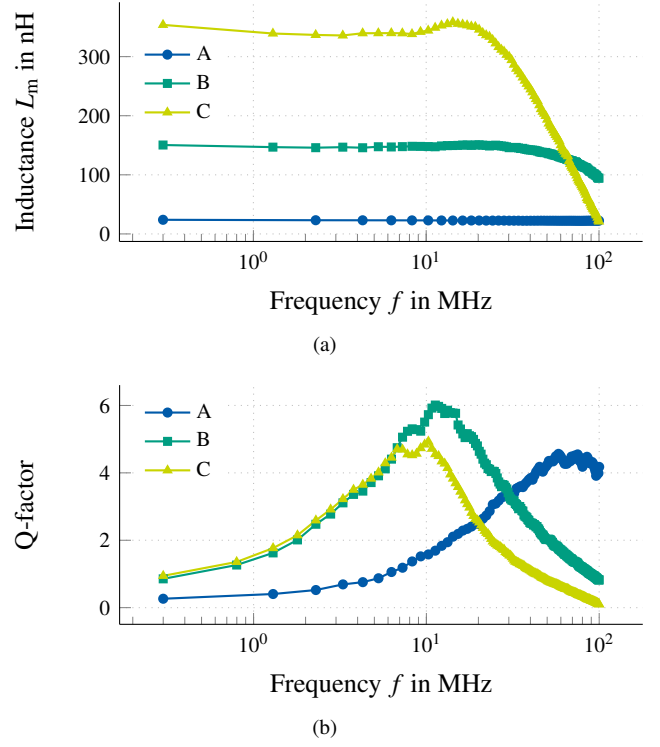 Inductance Lm in nH
300
200
100
0
A
B
C
10^0
10^1
10^2
Frequency f in MHz
(a)
Q-factor
6
4
2
0
A
B
C
10^0
10^1
10^2
Frequency f in MHz
(b)